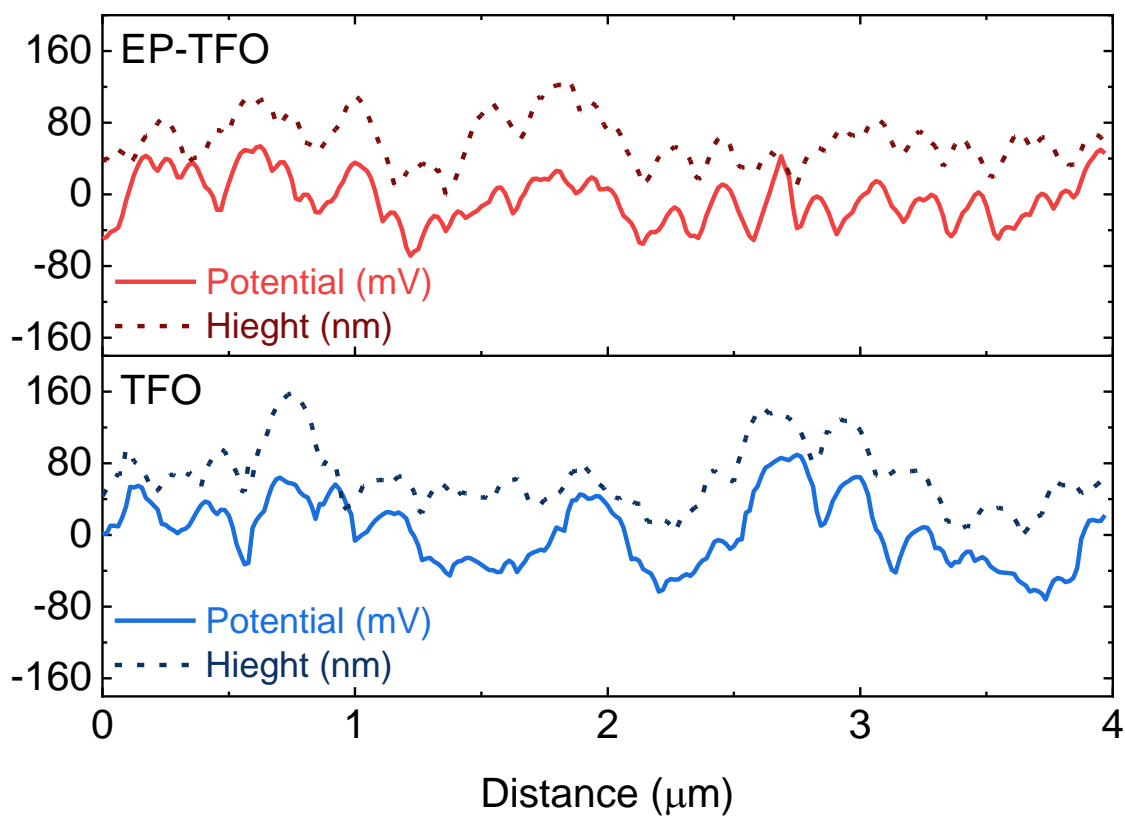 EP-TFO
160
80
0
-80
-160
Potential (mV)
Hieght (nm)
TFO
160
80
0
-80
-160
Potential (mV)
Hieght (nm)
0 1 2 3 4
Distance (μm)